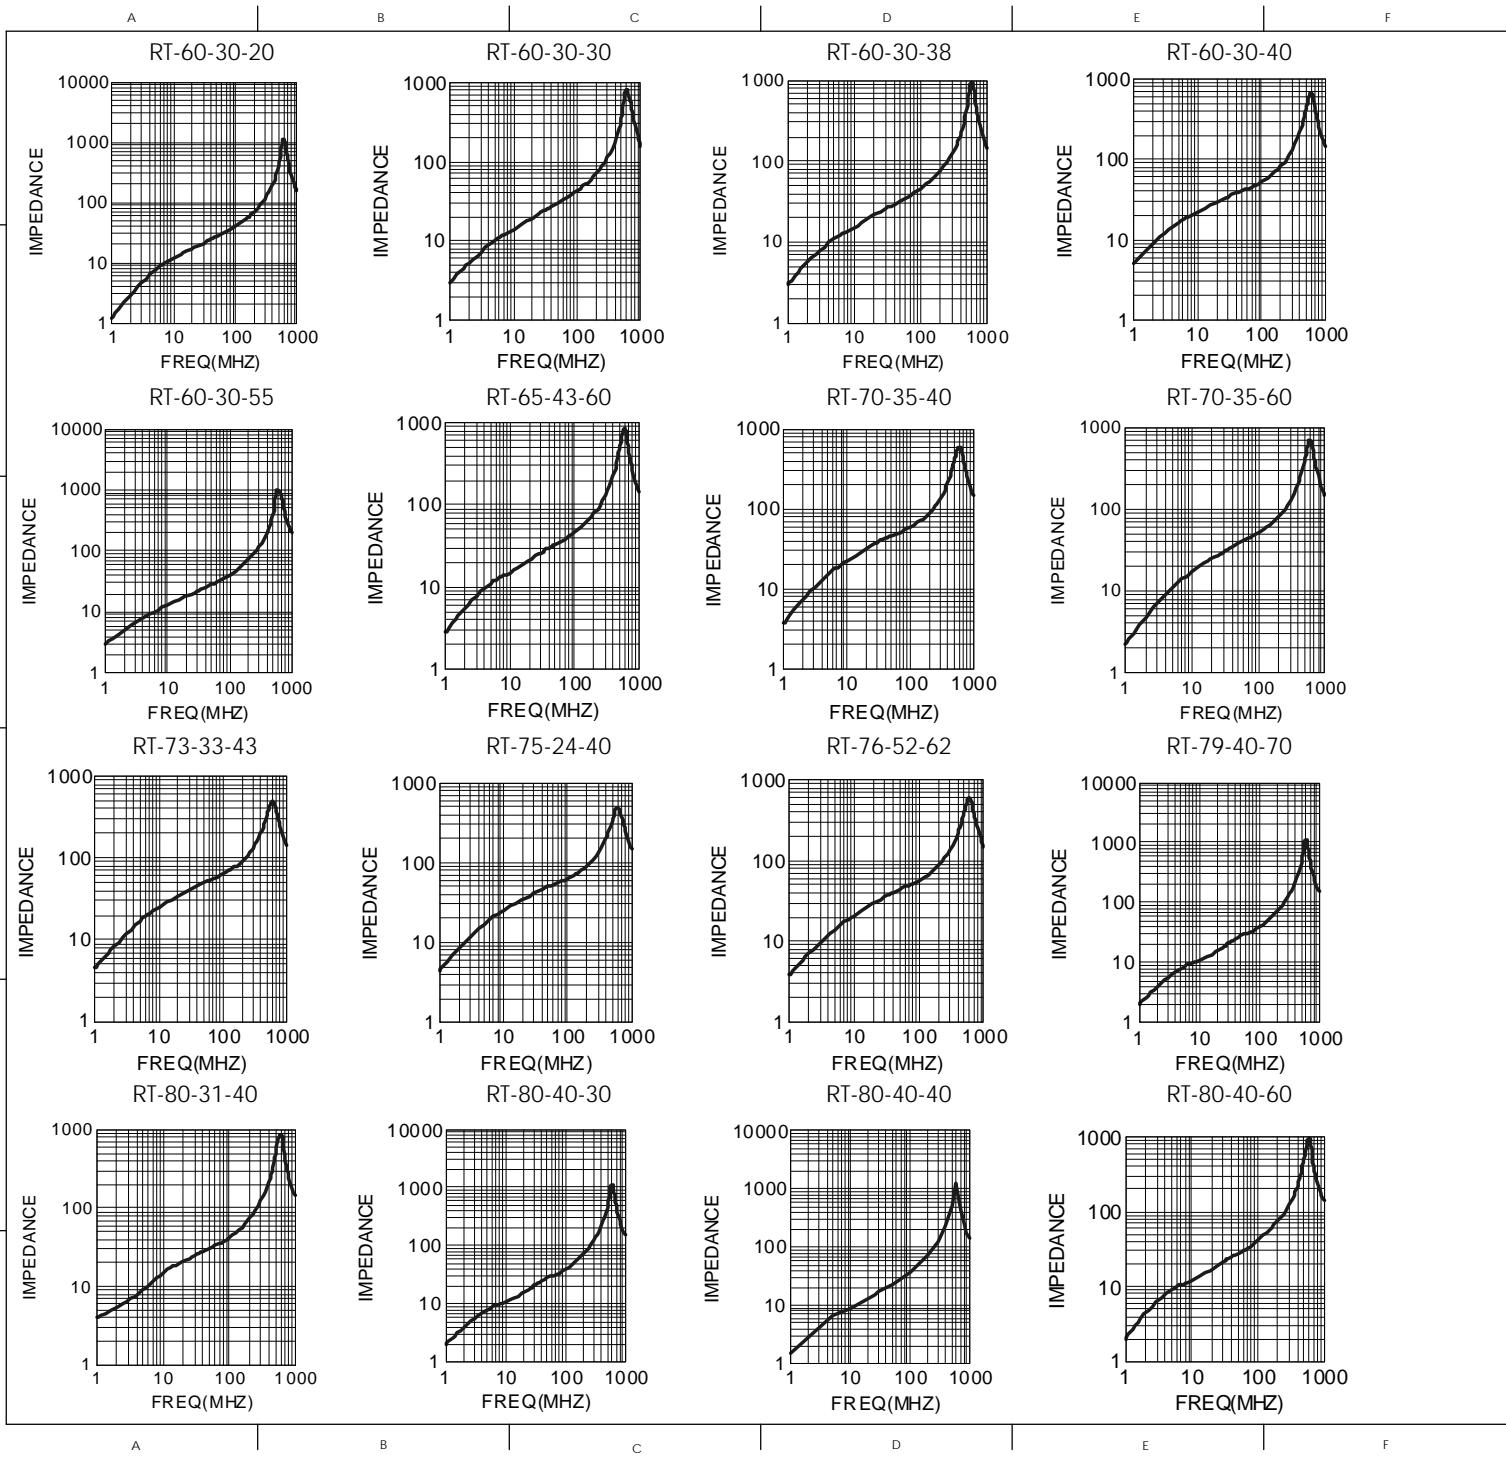 A B C D E F
RT-60-30-20
10000
1000
100
10
1
1 10 100 1000
IMPEDANCE
FREQ(MHZ)
RT-60-30-30
1000
100
10
1
1 10 100 1000
IMPEDANCE
FREQ(MHZ)
RT-60-30-38
1000
100
10
1
1 10 100 1000
IMPEDANCE
FREQ(MHZ)
RT-60-30-40
1000
100
10
1
1 10 100 1000
IMPEDANCE
FREQ(MHZ)
RT-60-30-55
10000
1000
100
10
1
1 10 100 1000
IMPEDANCE
FREQ(MHZ)
RT-65-43-60
1000
100
10
1
1 10 100 1000
IMPEDANCE
FREQ(MHZ)
RT-70-35-40
1000
100
10
1
1 10 100 1000
IMPEDANCE
FREQ(MHZ)
RT-70-35-60
1000
100
10
1
1 10 100 1000
IMPEDANCE
FREQ(MHZ)
RT-73-33-43
1000
100
10
1
1 10 100 1000
IMPEDANCE
FREQ(MHZ)
RT-75-24-40
1000
100
10
1
1 10 100 1000
IMPEDANCE
FREQ(MHZ)
RT-76-52-62
1000
100
10
1
1 10 100 1000
IMPEDANCE
FREQ(MHZ)
RT-79-40-70
10000
1000
100
10
1
1 10 100 1000
IMPEDANCE
FREQ(MHZ)
RT-80-31-40
1000
100
10
1
1 10 100 1000
IMPEDANCE
FREQ(MHZ)
RT-80-40-30
10000
1000
100
10
1
1 10 100 1000
IMPEDANCE
FREQ(MHZ)
RT-80-40-40
10000
1000
100
10
1
1 10 100 1000
IMPEDANCE
FREQ(MHZ)
RT-80-40-60
1000
100
10
1
1 10 100 1000
IMPEDANCE
FREQ(MHZ)
A B C D E F